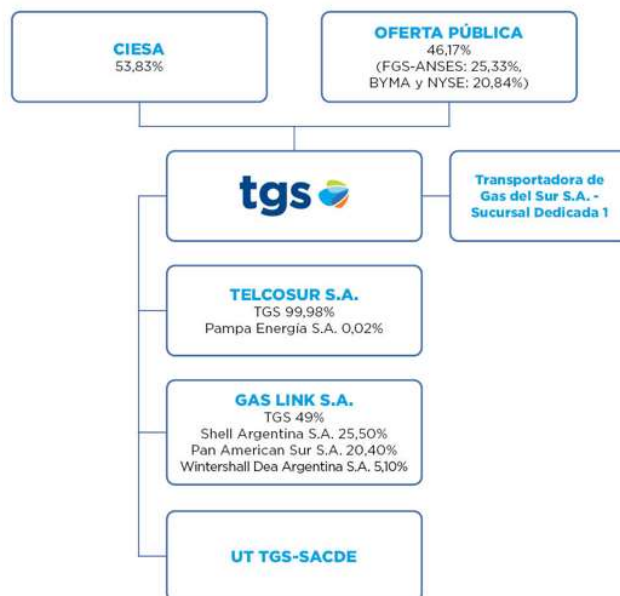 CIESA
53,83%
OFERTA PÚBLICA
46,17%
(FGS-ANSES: 25,33%,
BYMA y NYSE: 20,84%)
tgs
Transportadora de
Gas del Sur S.A. -
Sucursal Dedicada 1
TELCOSUR S.A.
TGS 99,98%
Pampa Energía S.A. 0,02%
GAS LINK S.A.
TGS 49%
Shell Argentina S.A. 25,50%
Pan American Sur S.A. 20,40%
Wintershall Dea Argentina S.A. 5,10%
UT TGS-SACDE